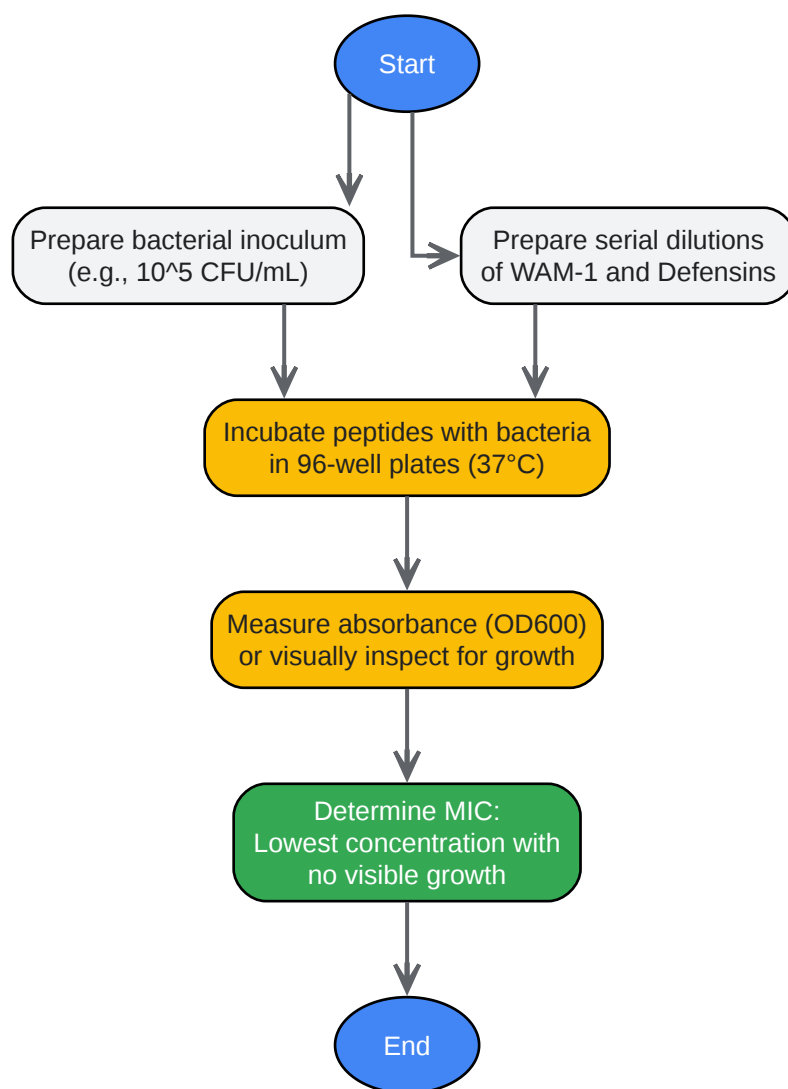 Start
Prepare bacterial inoculum
(e.g., 10^5 CFU/mL)
Prepare serial dilutions
of WAM-1 and Defensins
Incubate peptides with bacteria
in 96-well plates (37°C)
Measure absorbance (OD600)
or visually inspect for growth
Determine MIC:
Lowest concentration with
no visible growth
End